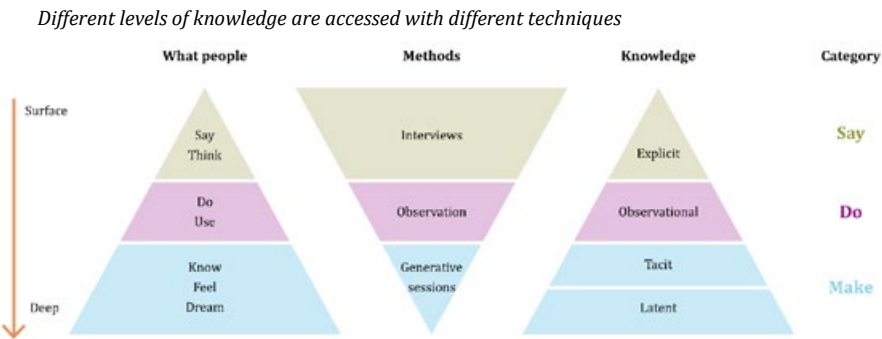 Different levels of knowledge are accessed with different techniques
What people
Methods
Knowledge
Category
Surface
Say
Think
Interviews
Explicit
Say
Do
Use
Observation
Observational
Do
Know
Feel
Dream
Generative
sessions
Tacit
Latent
Make
Deep